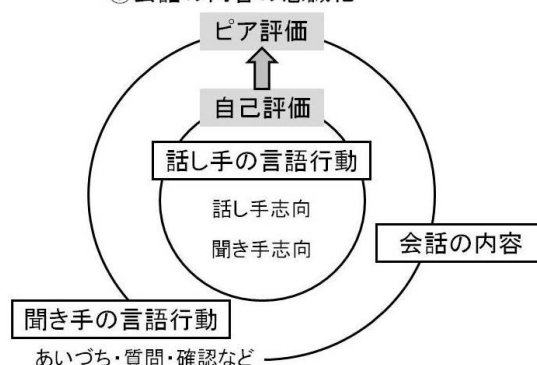 ピア評価
自己評価
話し手の言語行動
話し手志向
聞き手志向
会話の内容
聞き手の言語行動
あいづち・質問・確認など